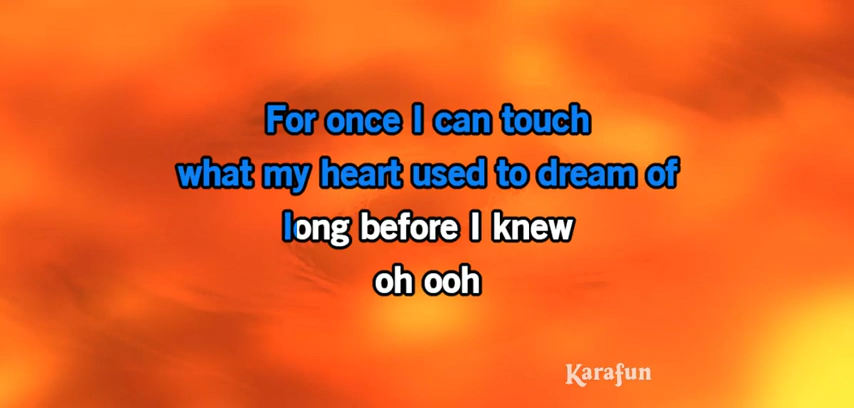 For once I can touch
what my heart used to dream of
long before I knew
oh ooh
Karafun